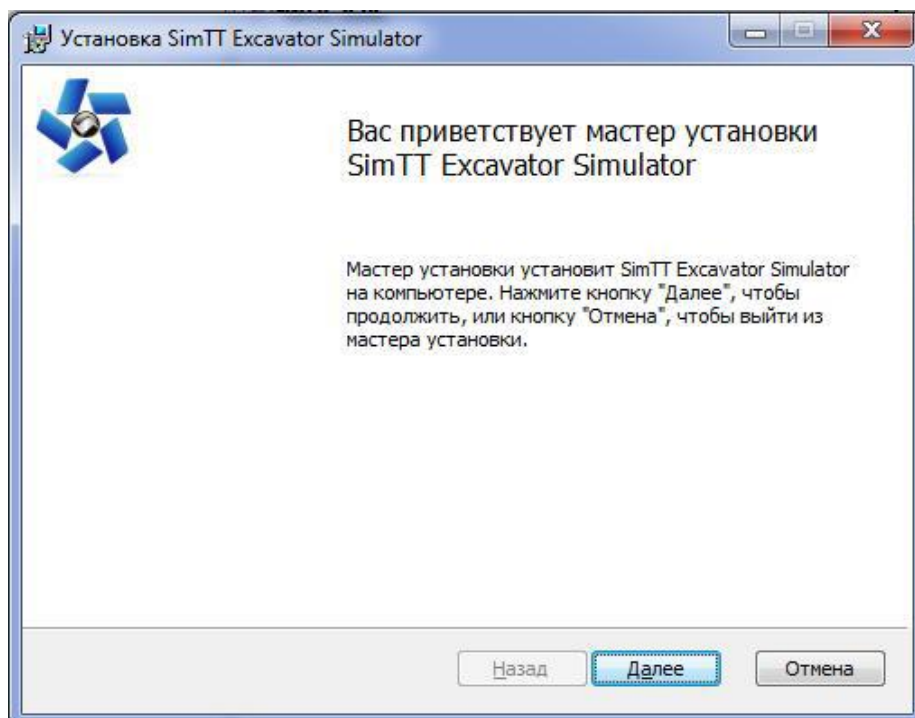 Установка SimTT Excavator Simulator
Вас приветствует мастер установки
SimTT Excavator Simulator
Мастер установки установит SimTT Excavator Simulator
на компьютере. Нажмите кнопку "Далее", чтобы
продолжить, или кнопку "Отмена", чтобы выйти из
мастера установки.
Назад Далее Отмена